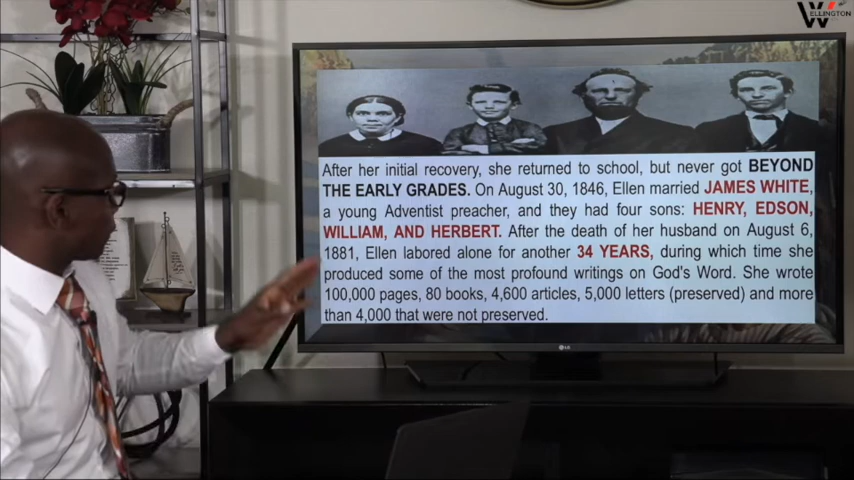 WELLINGTON
After her initial recovery, she returned to school, but never got BEYOND
THE EARLY GRADES. On August 30, 1846, Ellen married JAMES WHITE,
a young Adventist preacher, and they had four sons: HENRY, EDSON,
WILLIAM, AND HERBERT. After the death of her husband on August 6,
1881, Ellen labored alone for another 34 YEARS, during which time she
produced some of the most profound writings on God's Word. She wrote
100,000 pages, 80 books, 4,600 articles, 5,000 letters (preserved) and more
than 4,000 that were not preserved.
LG